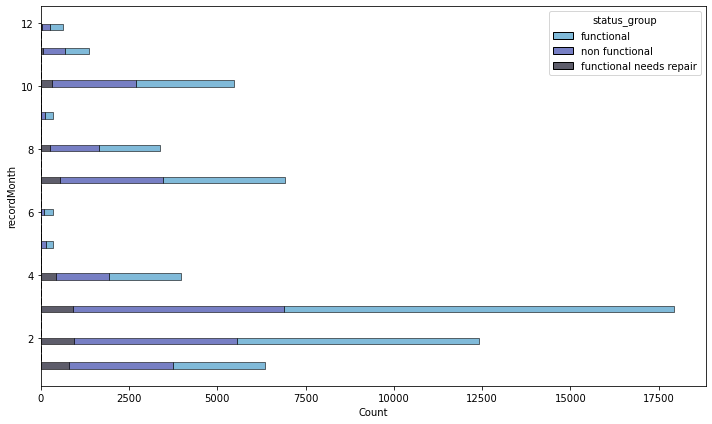 status_group
functional
non functional
functional needs repair
12
10
8
6
4
2
recordMonth
0
2500
5000
7500
10000
12500
15000
17500
Count